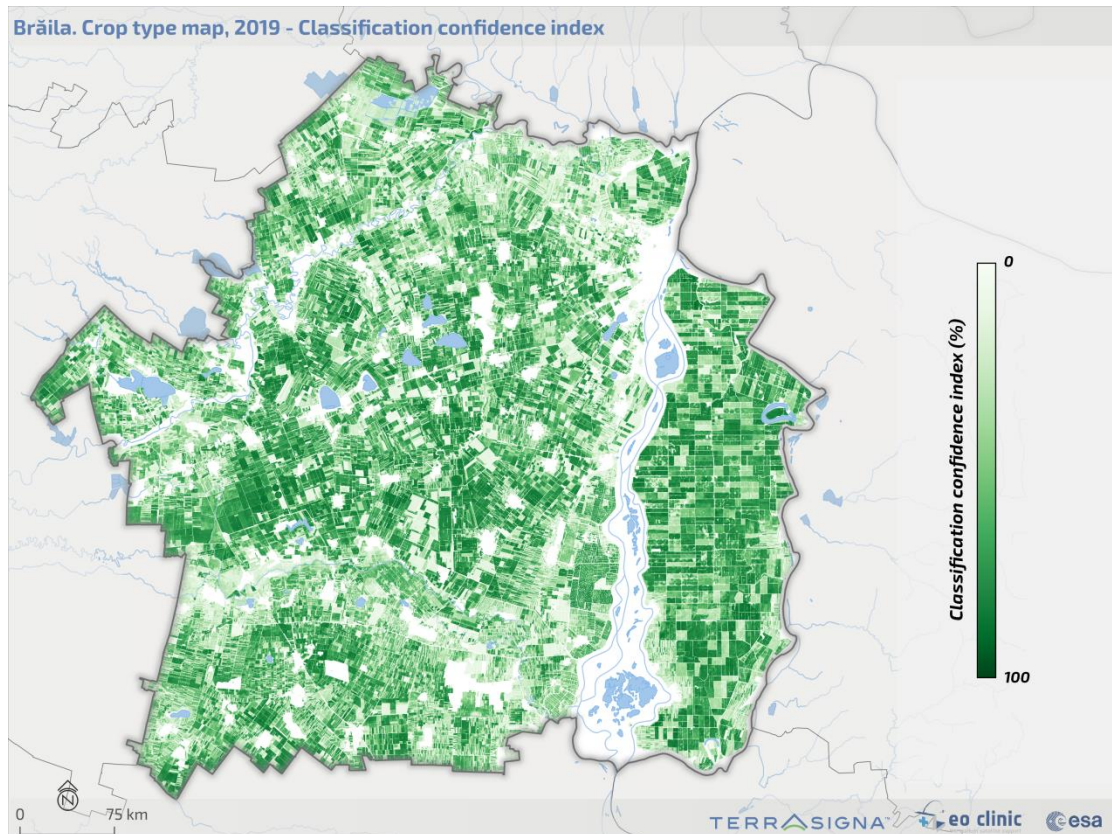 Brăila. Crop type map, 2019 - Classification confidence index
0
Classification confidence index (%)
100
N
0 75 km
TERRASIGNA™
eo clinic
esa